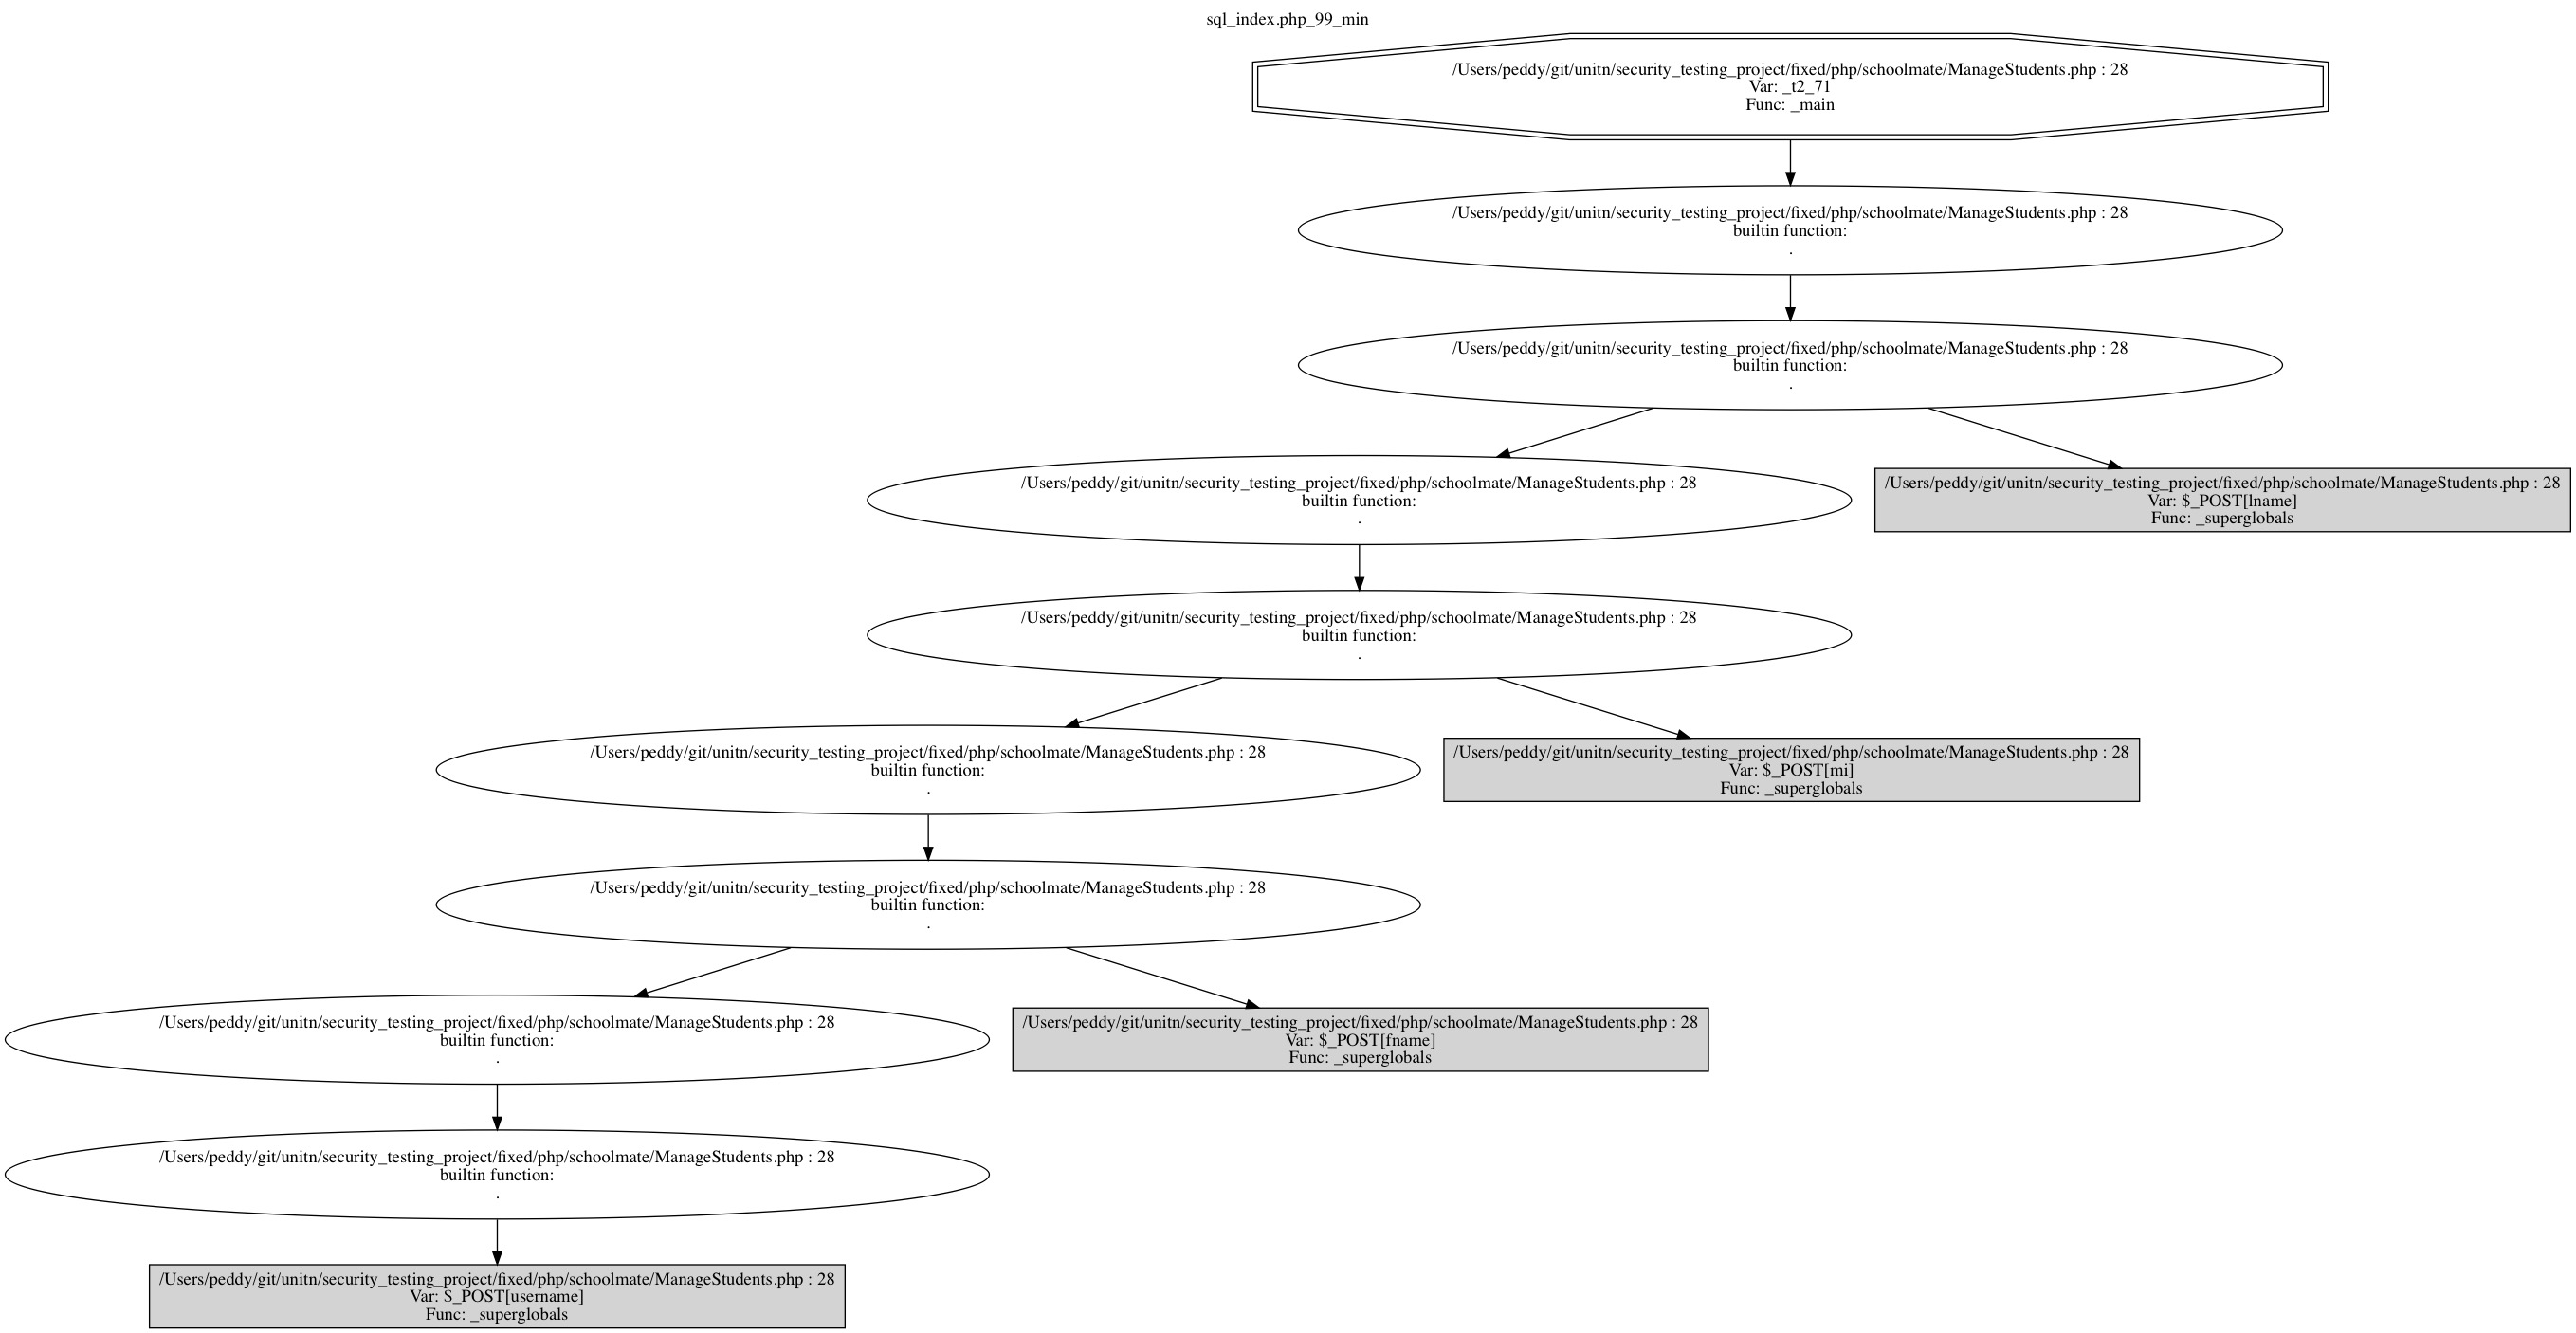 sql_index.php_99_min
/Users/peddy/git/unitn/security_testing_project/fixed/php/schoolmate/ManageStudents.php : 28
Var: _t2_71
Func: _main
/Users/peddy/git/unitn/security_testing_project/fixed/php/schoolmate/ManageStudents.php : 28
builtin function:
.
/Users/peddy/git/unitn/security_testing_project/fixed/php/schoolmate/ManageStudents.php : 28
builtin function:
.
/Users/peddy/git/unitn/security_testing_project/fixed/php/schoolmate/ManageStudents.php : 28
builtin function:
.
/Users/peddy/git/unitn/security_testing_project/fixed/php/schoolmate/ManageStudents.php : 28
Var: $_POST[lname]
Func: _superglobals
/Users/peddy/git/unitn/security_testing_project/fixed/php/schoolmate/ManageStudents.php : 28
builtin function:
.
/Users/peddy/git/unitn/security_testing_project/fixed/php/schoolmate/ManageStudents.php : 28
builtin function:
.
/Users/peddy/git/unitn/security_testing_project/fixed/php/schoolmate/ManageStudents.php : 28
Var: $_POST[mi]
Func: _superglobals
/Users/peddy/git/unitn/security_testing_project/fixed/php/schoolmate/ManageStudents.php : 28
builtin function:
.
/Users/peddy/git/unitn/security_testing_project/fixed/php/schoolmate/ManageStudents.php : 28
builtin function:
.
/Users/peddy/git/unitn/security_testing_project/fixed/php/schoolmate/ManageStudents.php : 28
Var: $_POST[fname]
Func: _superglobals
/Users/peddy/git/unitn/security_testing_project/fixed/php/schoolmate/ManageStudents.php : 28
builtin function:
.
/Users/peddy/git/unitn/security_testing_project/fixed/php/schoolmate/ManageStudents.php : 28
Var: $_POST[username]
Func: _superglobals